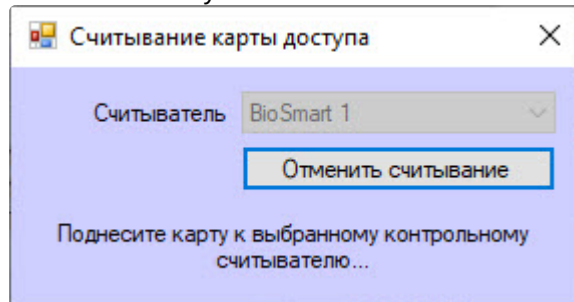 Считывание карты доступа
Считыватель BioSmart 1
Отменить считывание
Поднесите карту к выбранному контрольному
считывателю...